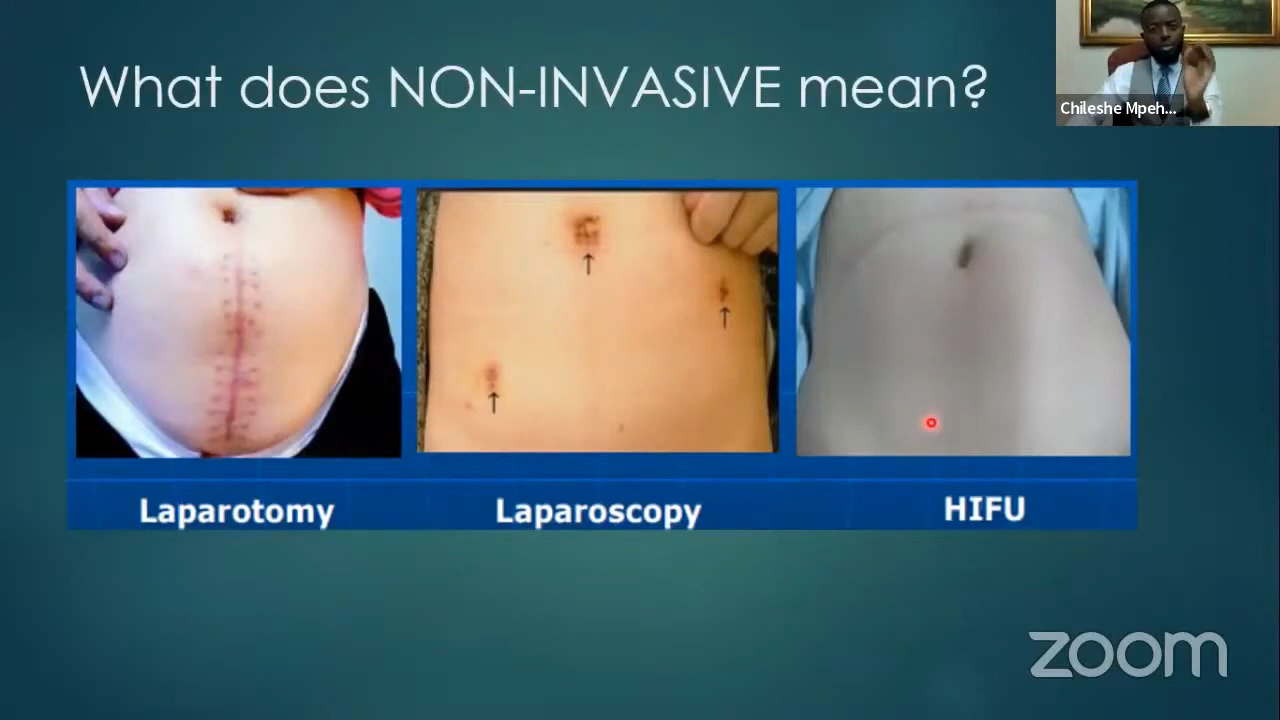 What does NON-INVASIVE mean?
Chileshe Mpeh...
Laparotomy
Laparoscopy
HIFU
zoom